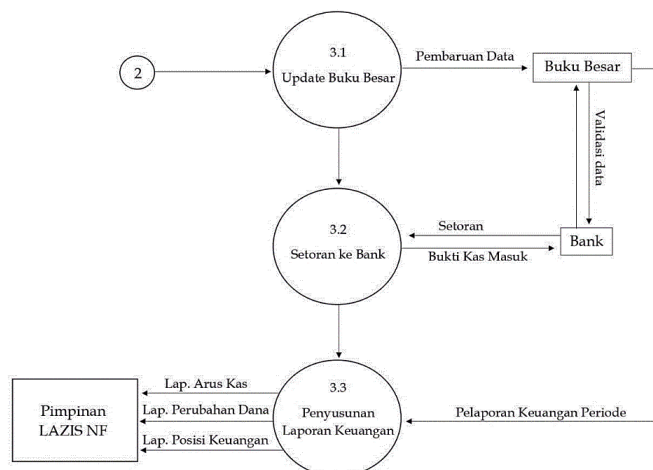 3.1
Update Buku Besar
Pembaruan Data
Buku Besar
2
Validasi data
3.2
Setoran ke Bank
Setoran
Bukti Kas Masuk
Bank
3.3
Penyusunan
Laporan Keuangan
Lap. Arus Kas
Lap. Perubahan Dana
Lap. Posisi Keuangan
Pimpinan
LAZIS NF
Pelaporan Keuangan Periode